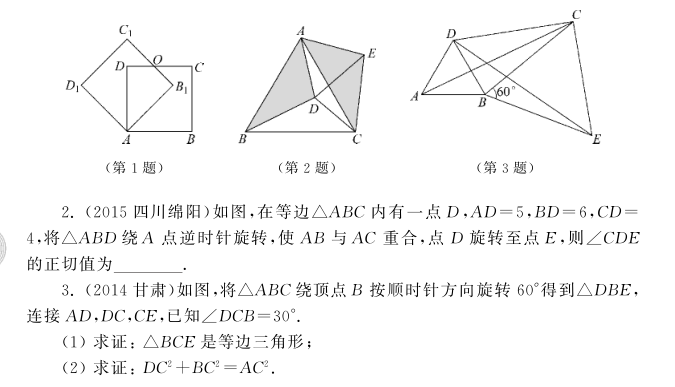 C₁
D
O
C
D₁
B₁
A
B
(第 1 题)
A
E
D
B
C
(第 2 题)
C
D
A
B
60°
E
(第 3 题)
2. (2015 四川绵阳)如图,在等边△ABC 内有一点 D,AD=5,BD=6,CD=
4,将△ABD 绕 A 点逆时针旋转,使 AB 与 AC 重合,点 D 旋转至点 E,则∠CDE
的正切值为________.
3. (2014 甘肃)如图,将△ABC 绕顶点 B 按顺时针方向旋转 60°得到△DBE,
连接 AD,DC,CE,已知∠DCB=30°.
(1) 求证:△BCE 是等边三角形;
(2) 求证:DC²+BC²=AC².